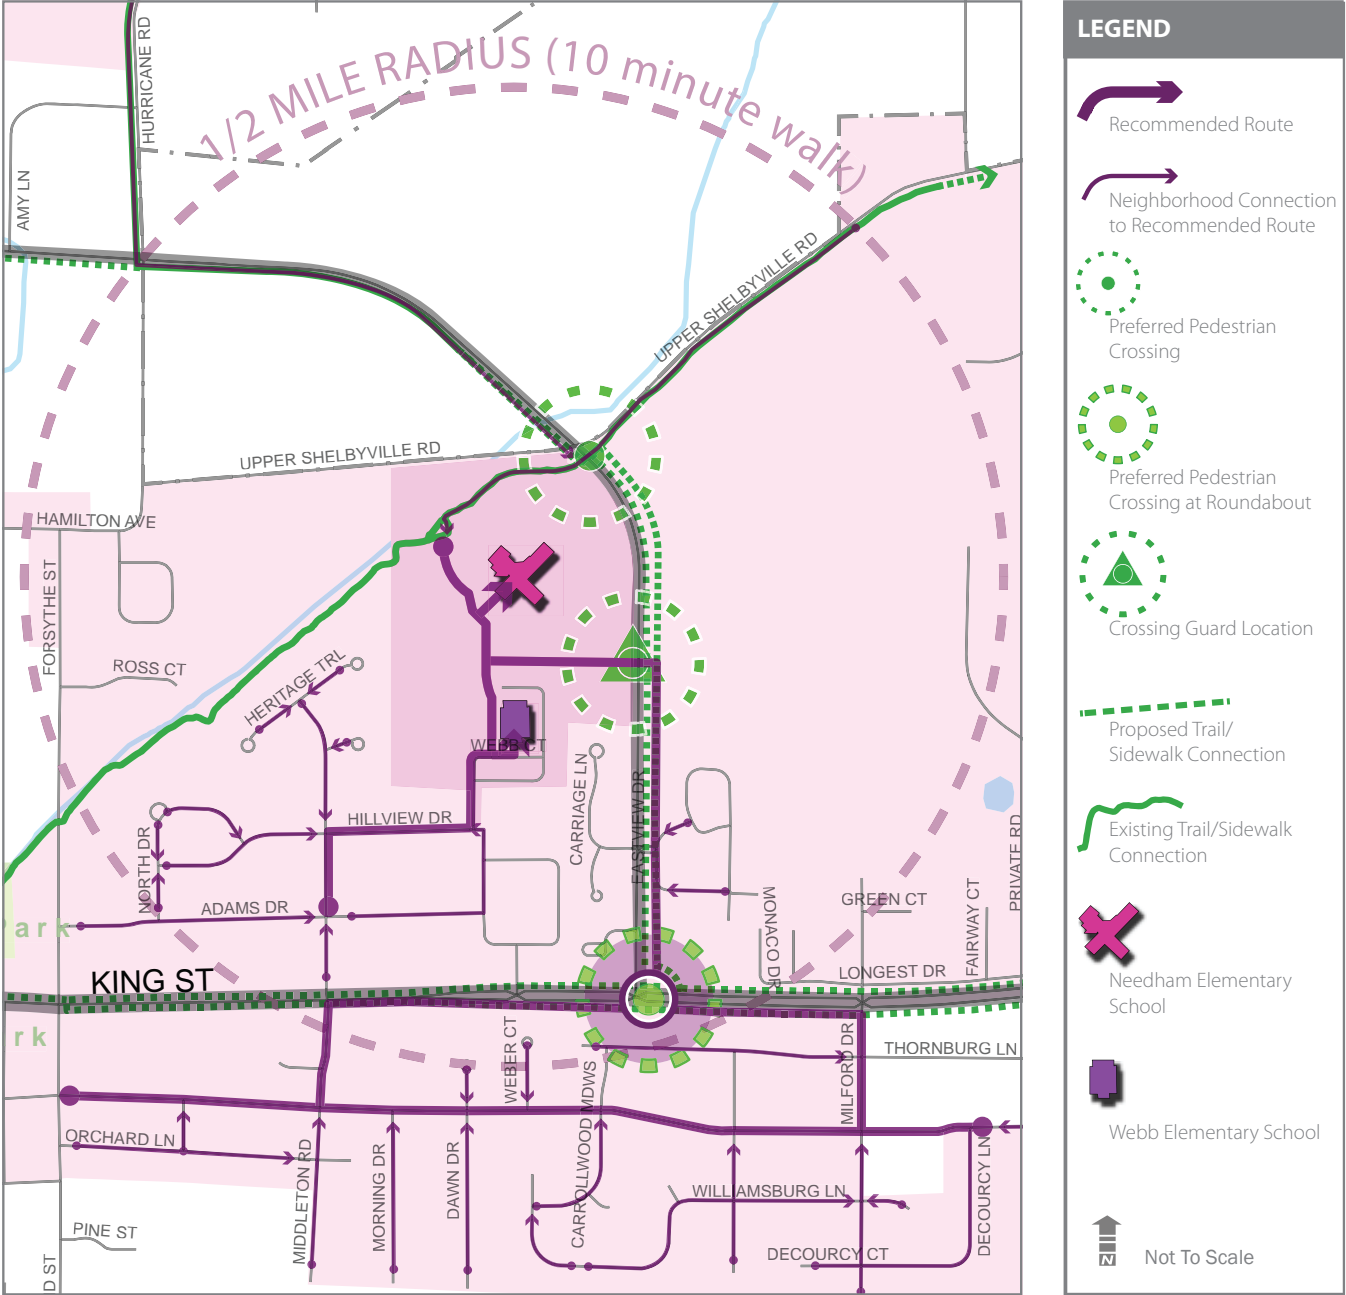 1/2 MILE RADIUS (10 minute walk)
HURRICANE RD
AMY LN
UPPER SHELBYVILLE RD
UPPER SHELBYVILLE RD
HAMILTON AVE
FORSYTHE ST
ROSS CT
HERITAGE TRL
WEBB CT
HILLVIEW DR
CARRIAGE LN
EASTVIEW DR
NORTH DR
ADAMS DR
ark
MONACO DR
GREEN CT
FAIRWAY CT
PRIVATE RD
KING ST
LONGEST DR
rk
WEBER CT
THORNBURG LN
MILFORD DR
CARROLLWOOD MDWS
ORCHARD LN
MIDDLETON RD
MORNING DR
DAWN DR
WILLIAMSBURG LN
DECOURCY LN
PINE ST
DECOURCY CT
D ST
LEGEND
Recommended Route
Neighborhood Connection
to Recommended Route
Preferred Pedestrian
Crossing
Preferred Pedestrian
Crossing at Roundabout
Crossing Guard Location
Proposed Trail/
Sidewalk Connection
Existing Trail/Sidewalk
Connection
Needham Elementary
School
Webb Elementary School
N
Not To Scale